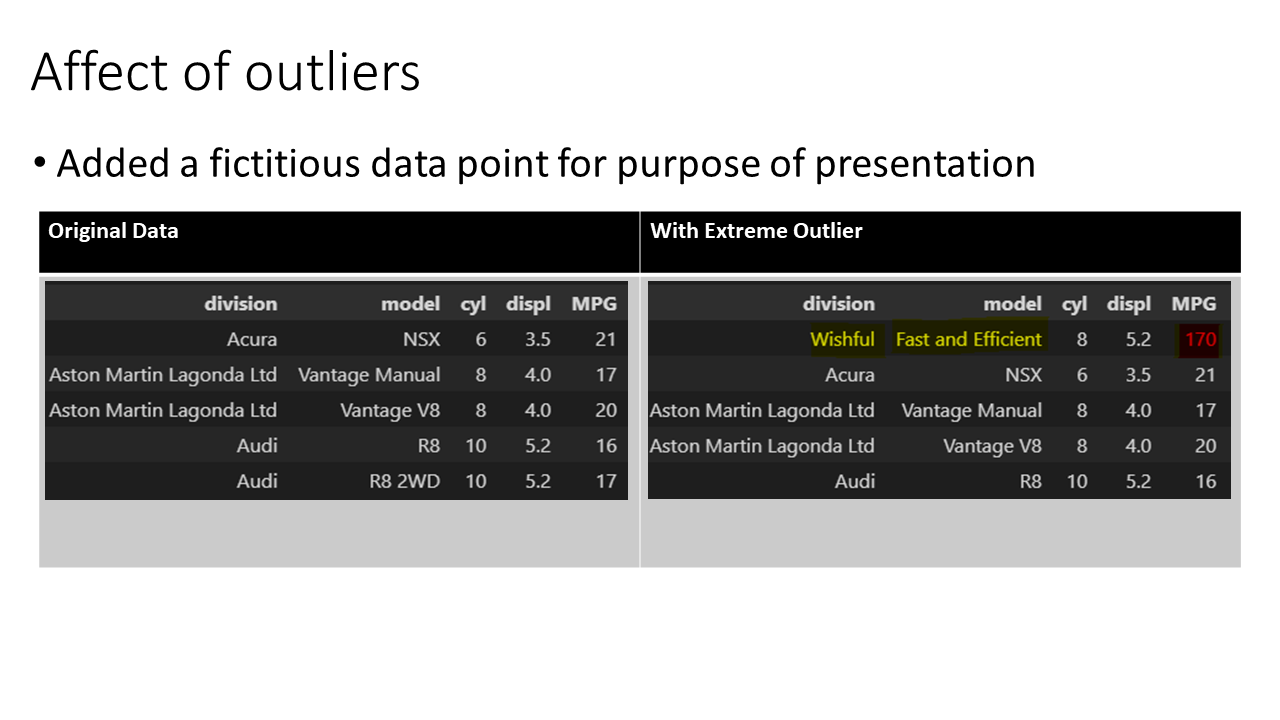 Affect of outliers
• Added a fictitious data point for purpose of presentation
Original Data
division model cyl displ MPG
Acura NSX 6 3.5 21
Aston Martin Lagonda Ltd Vantage Manual 8 4.0 17
Aston Martin Lagonda Ltd Vantage V8 8 4.0 20
Audi R8 10 5.2 16
Audi R8 2WD 10 5.2 17
With Extreme Outlier
division model cyl displ MPG
Wishful Fast and Efficient 8 5.2 170
Acura NSX 6 3.5 21
Aston Martin Lagonda Ltd Vantage Manual 8 4.0 17
Aston Martin Lagonda Ltd Vantage V8 8 4.0 20
Audi R8 10 5.2 16